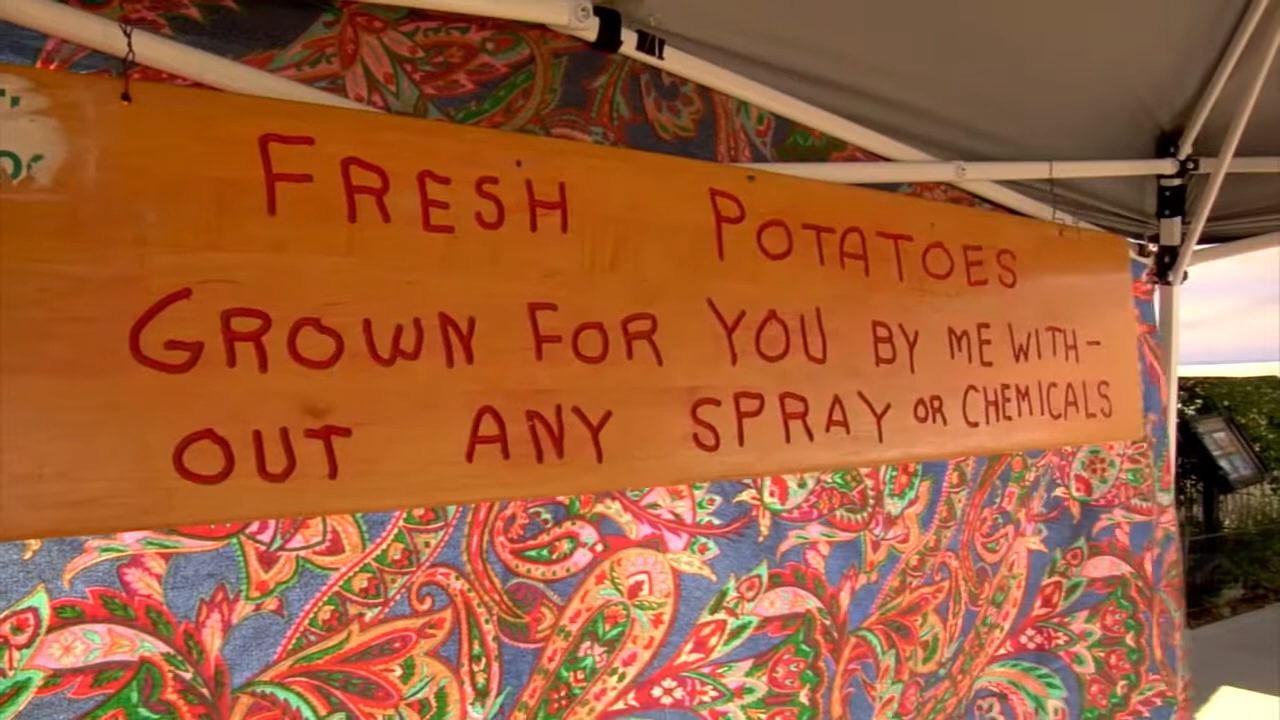 FRESH POTATOES
GROWN FOR YOU BY ME WITH-
OUT ANY SPRAY OR CHEMICALS